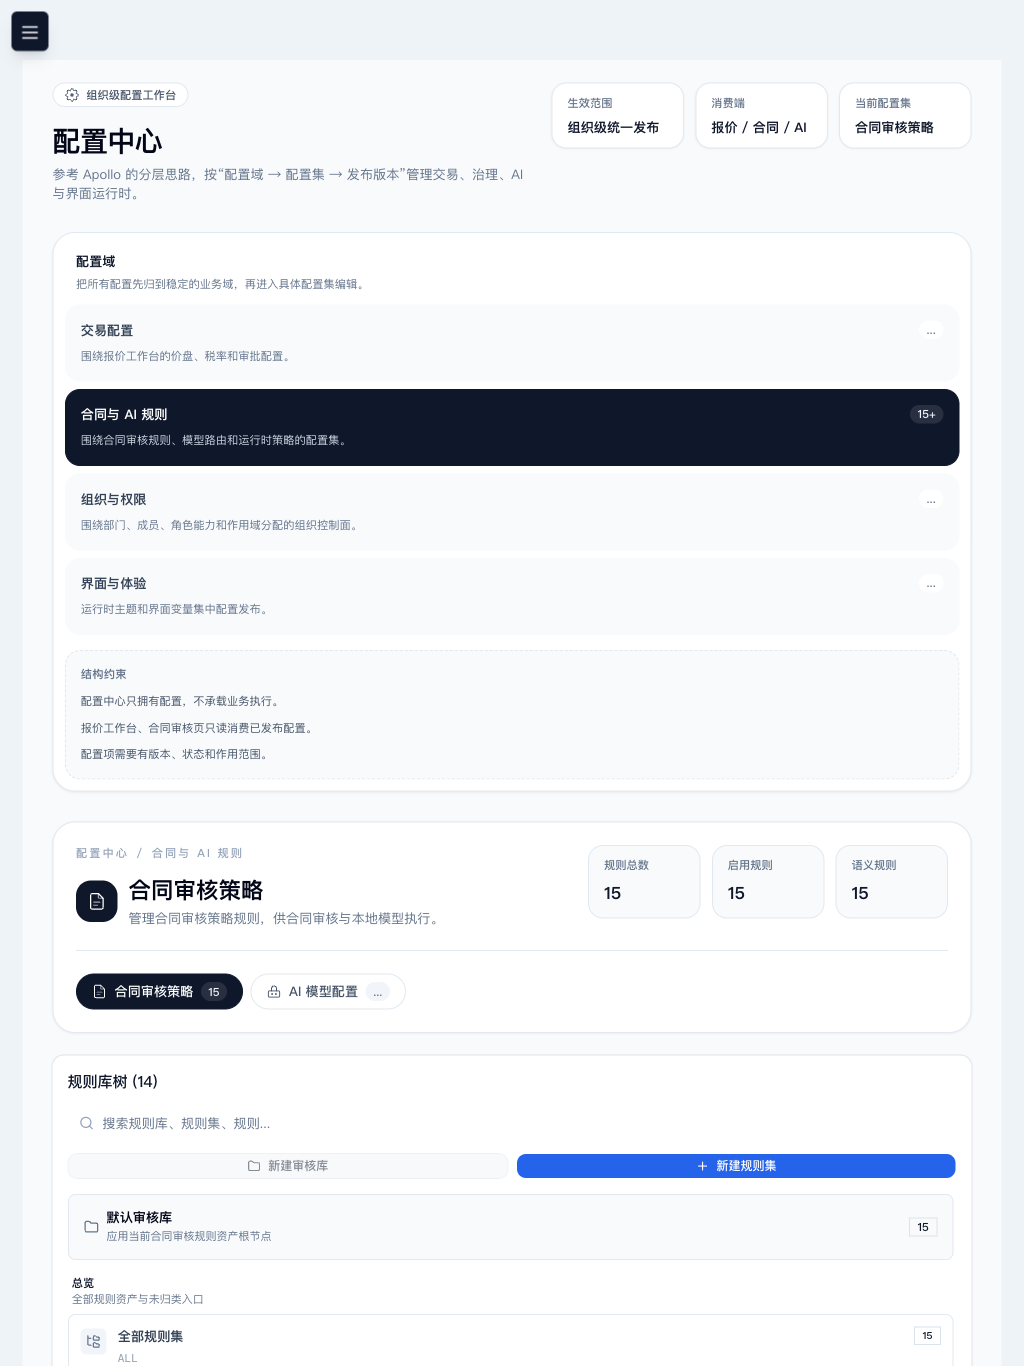 组织级配置工作台
配置中心
参考 Apollo 的分层思路，按“配置域 → 配置集 → 发布版本”管理交易、治理、AI
与界面运行时。
生效范围
组织级统一发布
消费端
报价 / 合同 / AI
当前配置集
合同审核策略
配置域
把所有配置先归到稳定的业务域，再进入具体配置集编辑。
交易配置
...
围绕报价工作台的价盘、税率和审批配置。
合同与 AI 规则
15+
围绕合同审核规则、模型路由和运行时策略的配置集。
组织与权限
...
围绕部门、成员、角色能力和作用域分配的组织控制面。
界面与体验
...
运行时主题和界面变量集中配置发布。
结构约束
配置中心只拥有配置，不承载业务执行。
报价工作台、合同审核页只读消费已发布配置。
配置项需要有版本、状态和作用范围。
配置中心 / 合同与 AI 规则
合同审核策略
管理合同审核策略规则，供合同审核与本地模型执行。
规则总数
15
启用规则
15
语义规则
15
合同审核策略 15
AI 模型配置 ...
规则库树 (14)
搜索规则库、规则集、规则...
新建审核库
+ 新建规则集
默认审核库
应用当前合同审核规则资产根节点
15
总览
全部规则资产与未归类入口
全部规则集
15
ALL